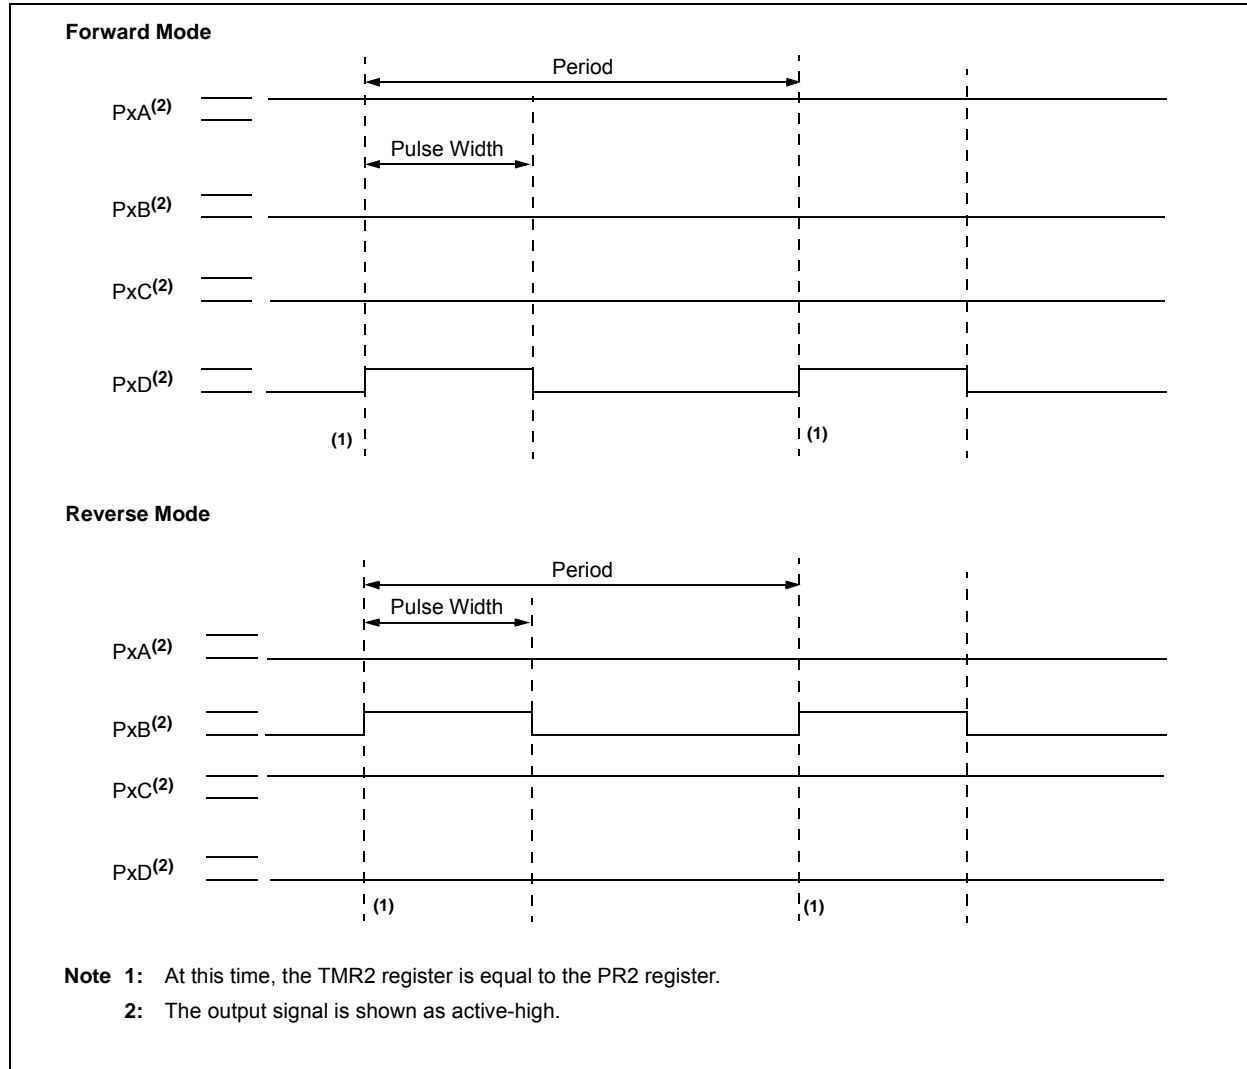 Forward Mode
Period
PxA(2)
Pulse Width
PxB(2)
PxC(2)
PxD(2)
(1)
(1)
Reverse Mode
Period
Pulse Width
PxA(2)
PxB(2)
PxC(2)
PxD(2)
(1)
(1)
Note 1: At this time, the TMR2 register is equal to the PR2 register.
2: The output signal is shown as active-high.